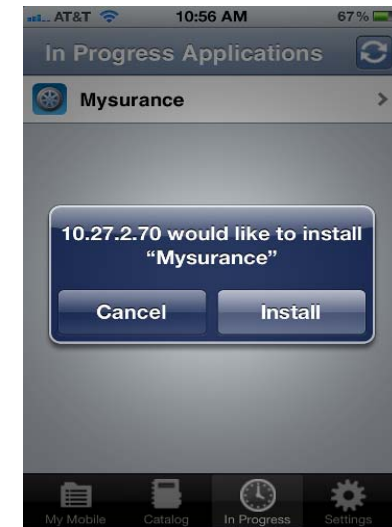 AT&T 10:56 AM 67%
In Progress Applications
Mysurance
10.27.2.70 would like to install
“Mysurance”
Cancel Install
My Mobile Catalog In Progress Settings